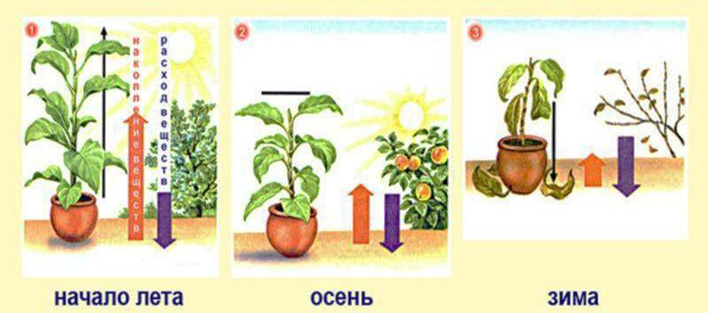 1
накопление веществ
расход веществ
2
3
начало лета
осень
зима